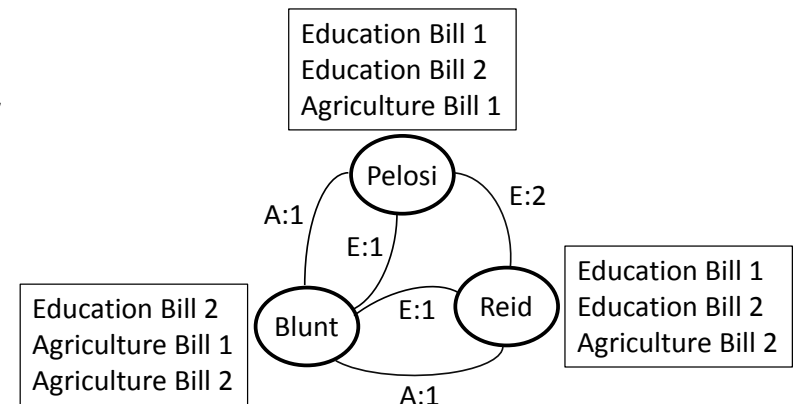 Education Bill 1
Education Bill 2
Agriculture Bill 1
Pelosi
E:2
A:1
E:1
Education Bill 1
Education Bill 2
Agriculture Bill 2
Reid
E:1
Blunt
Education Bill 2
Agriculture Bill 1
Agriculture Bill 2
A:1